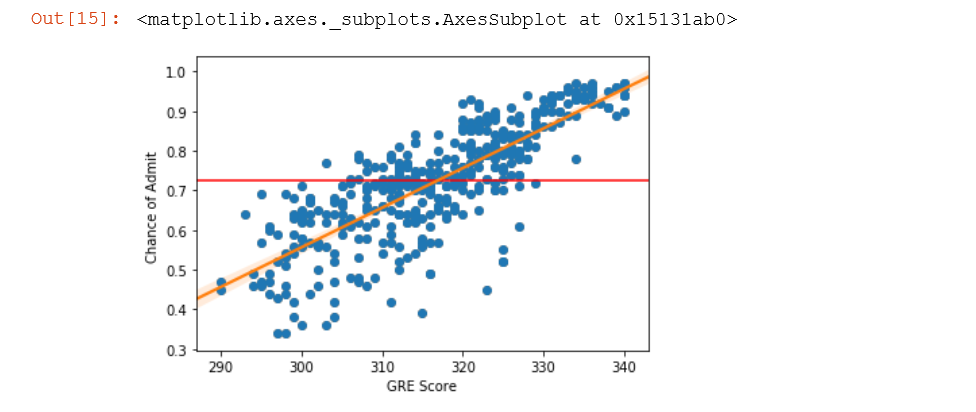 Out[15]: <matplotlib.axes._subplots.AxesSubplot at 0x15131ab0>
1.0
0.9
0.8
0.7
0.6
0.5
0.4
0.3
Chance of Admit
290 300 310 320 330 340
GRE Score